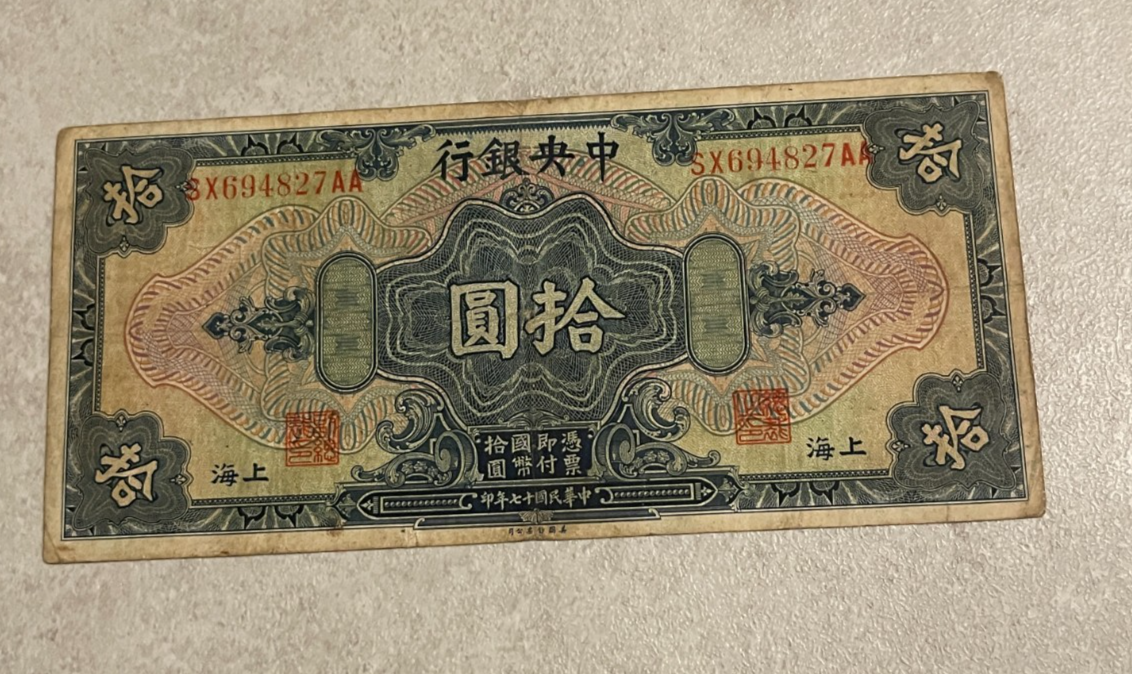 中央銀行
SX694827AA
SX694827AA
拾
拾
拾圓
憑票
即付
國幣
拾圓
上海
上海
拾
拾
中華民國十七年印